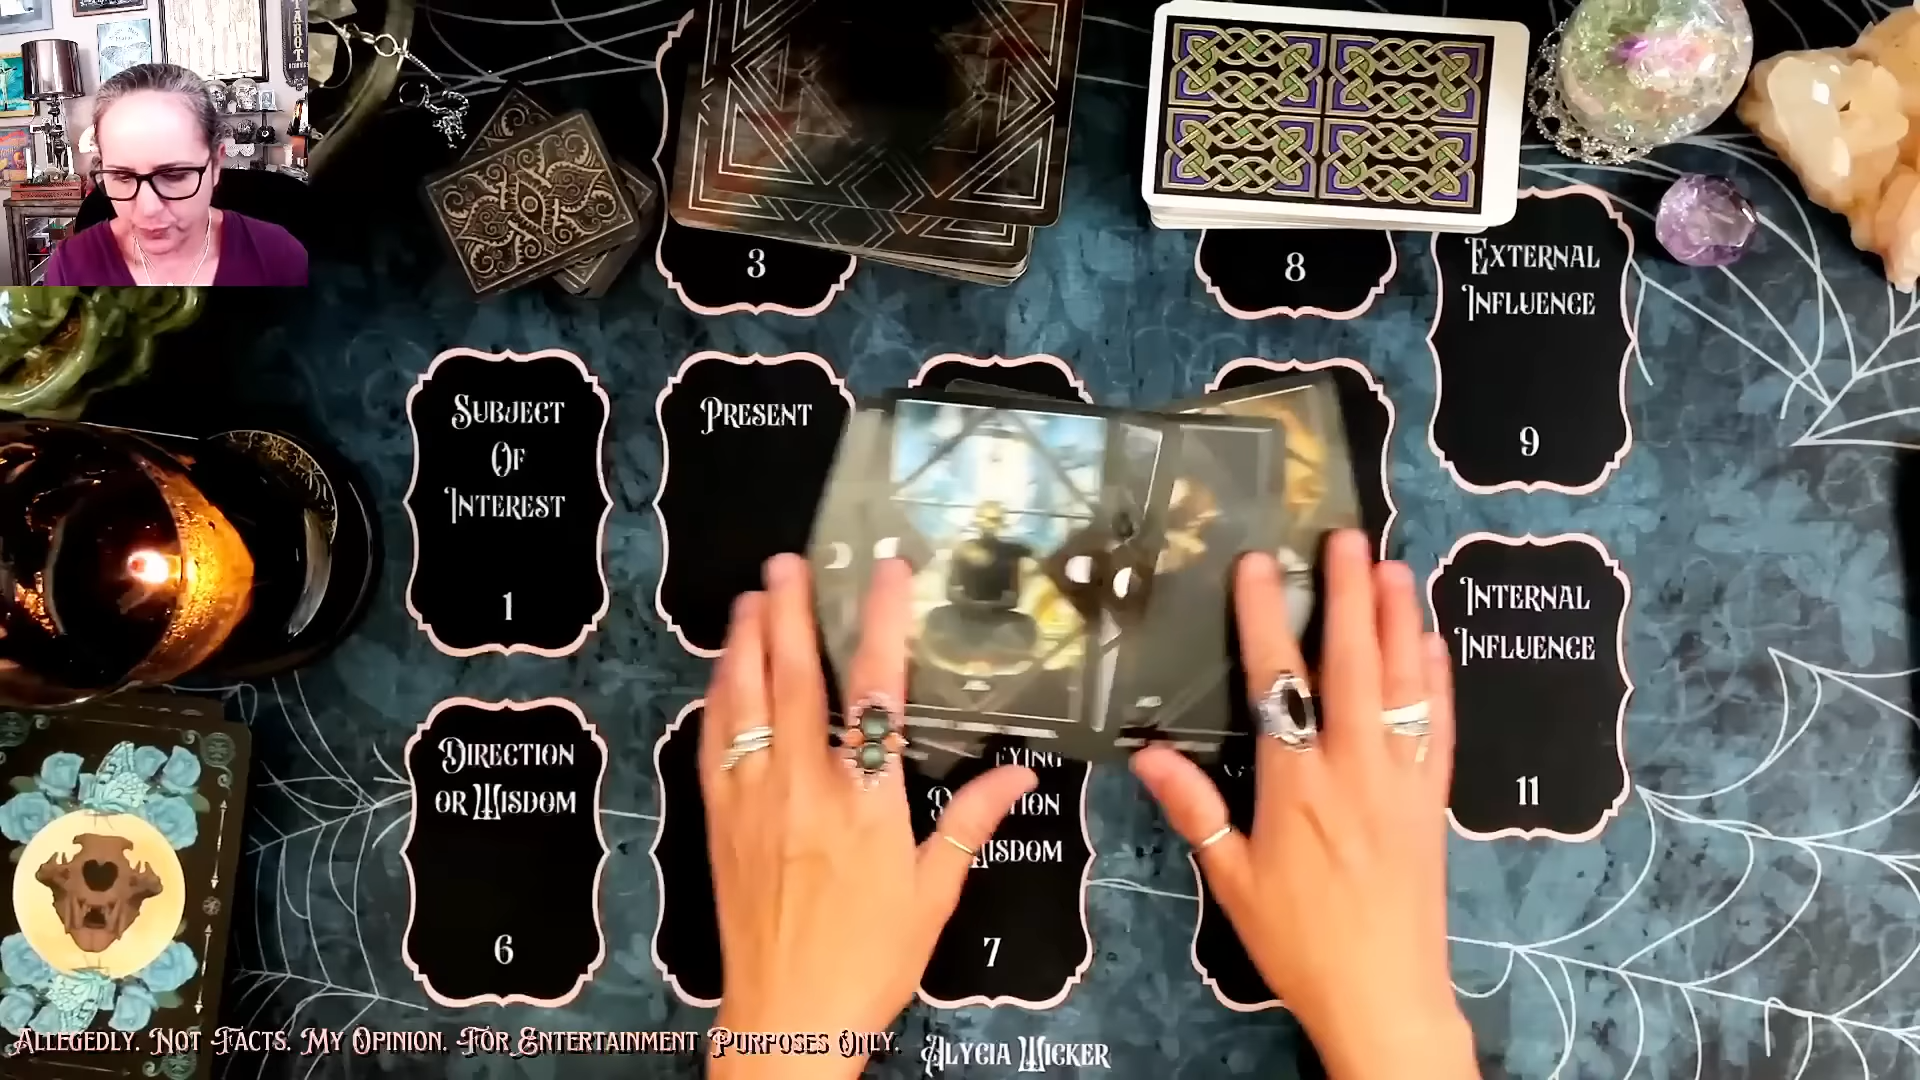 TAROT
3
8
EXTERNAL
INFLUENCE
9
SUBJECT
OF
INTEREST
1
PRESENT
INTERNAL
INFLUENCE
11
DIRECTION
OR WISDOM
6
7
ALLEGEDLY. NOT FACTS. MY OPINION. FOR ENTERTAINMENT PURPOSES ONLY.
ALYCIA WICKER